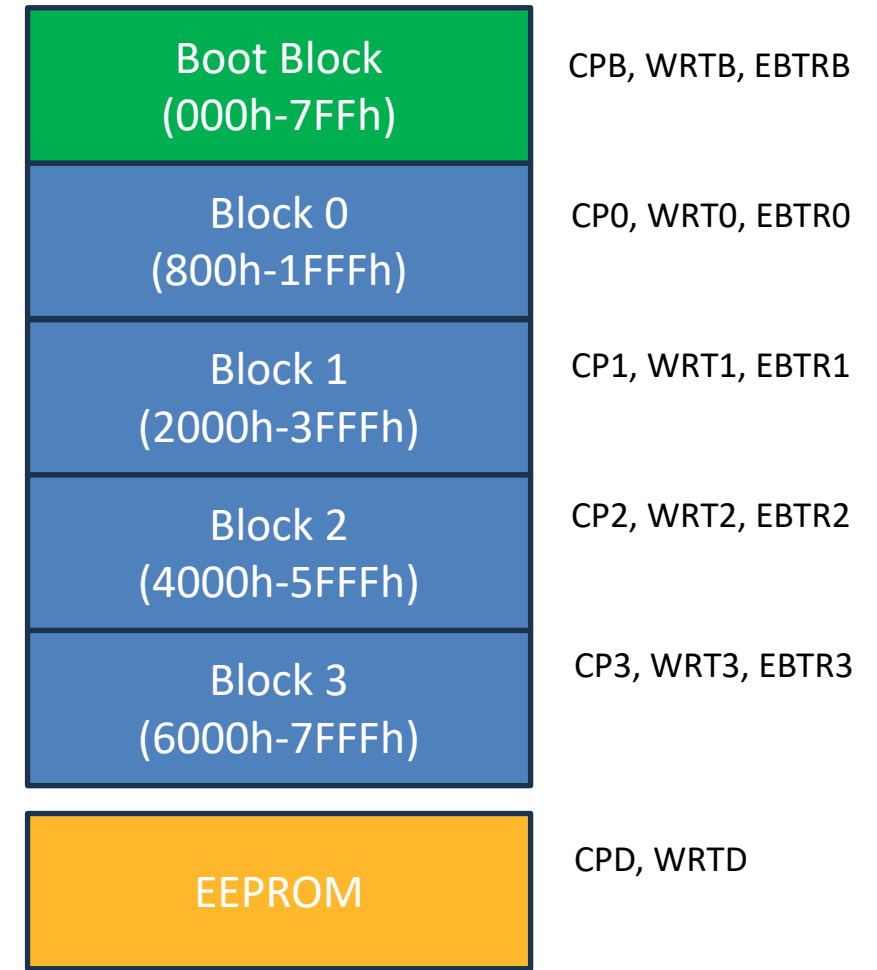 Boot Block
(000h-7FFh)
CPB, WRTB, EBTRB
Block 0
(800h-1FFFh)
CP0, WRT0, EBTR0
Block 1
(2000h-3FFFh)
CP1, WRT1, EBTR1
Block 2
(4000h-5FFFh)
CP2, WRT2, EBTR2
Block 3
(6000h-7FFFh)
CP3, WRT3, EBTR3
EEPROM
CPD, WRTD